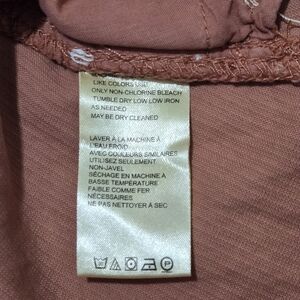 LIKE COLORS USE
ONLY NON-CHLORINE BLEACH
TUMBLE DRY LOW LOW IRON
AS NEEDED
MAY BE DRY CLEANED
LAVER À LA MACHINE À
L'EAU FROID
AVEC COULEURS SIMILAIRES
UTILISEZ SEULEMENT
NON-JAVEL
SÉCHAGE EN MACHINE À
BASSE TEMPÉRATURE
FAIBLE COMME FER
NÉCESSAIRES
NE PAS NETTOYER À SEC